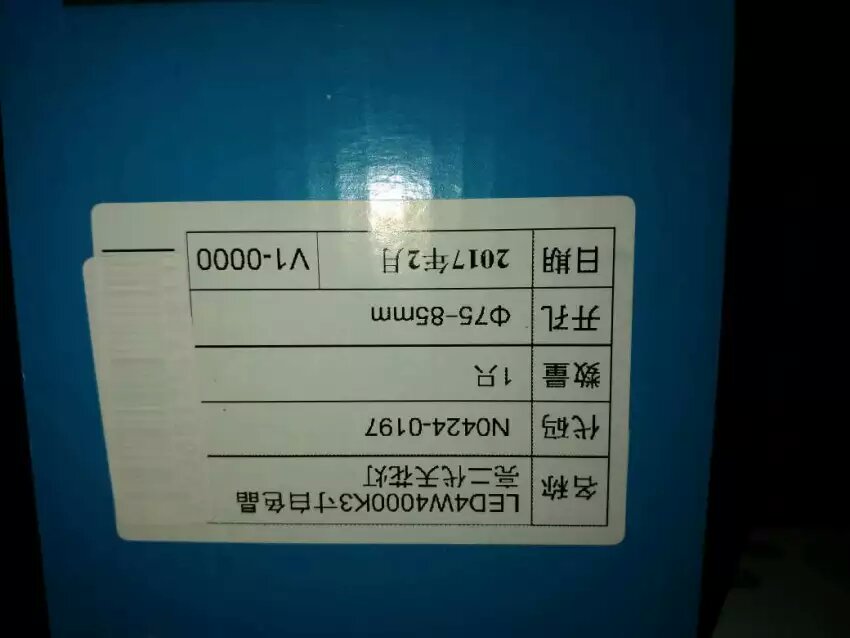 名称 LED4W4000K3寸白色晶
亮二代天花灯
代码 N0424-0197
数量 1只
开孔 Φ75-85mm
日期 2017年2月 V1-0000